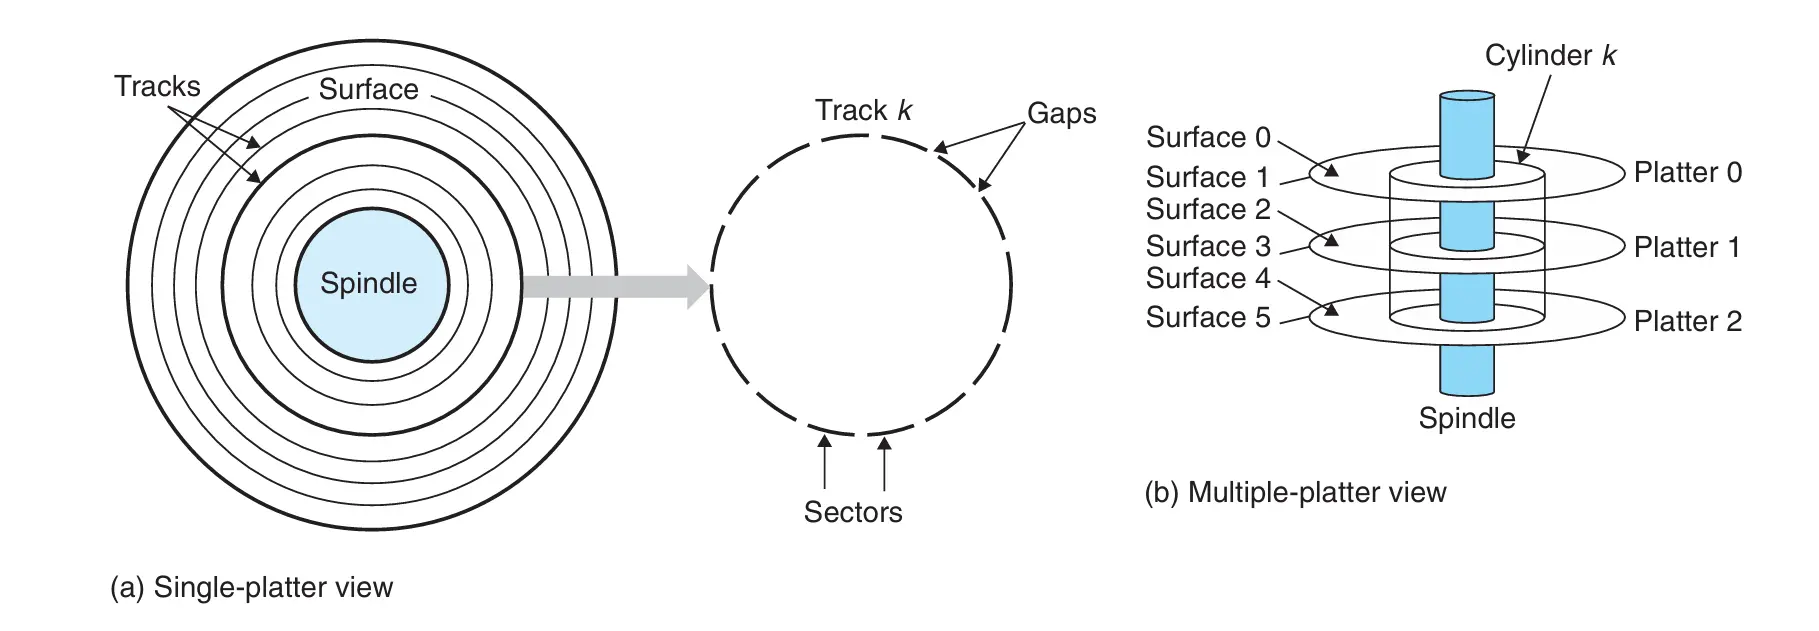 Tracks
Surface
Spindle
(a) Single-platter view
Track k
Gaps
Sectors
Cylinder k
Surface 0
Surface 1
Surface 2
Surface 3
Surface 4
Surface 5
Platter 0
Platter 1
Platter 2
Spindle
(b) Multiple-platter view